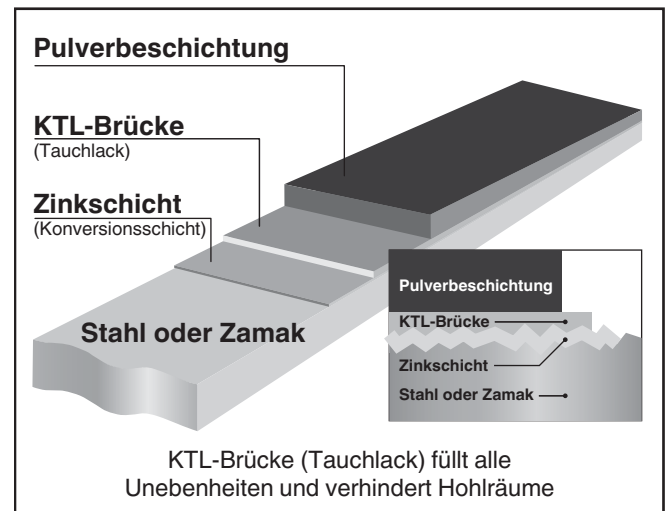 Pulverbeschichtung
KTL-Brücke
(Tauchlack)
Zinkschicht
(Konversionsschicht)
Stahl oder Zamak
Pulverbeschichtung
KTL-Brücke
Zinkschicht
Stahl oder Zamak
KTL-Brücke (Tauchlack) füllt alle
Unebenheiten und verhindert Hohlräume